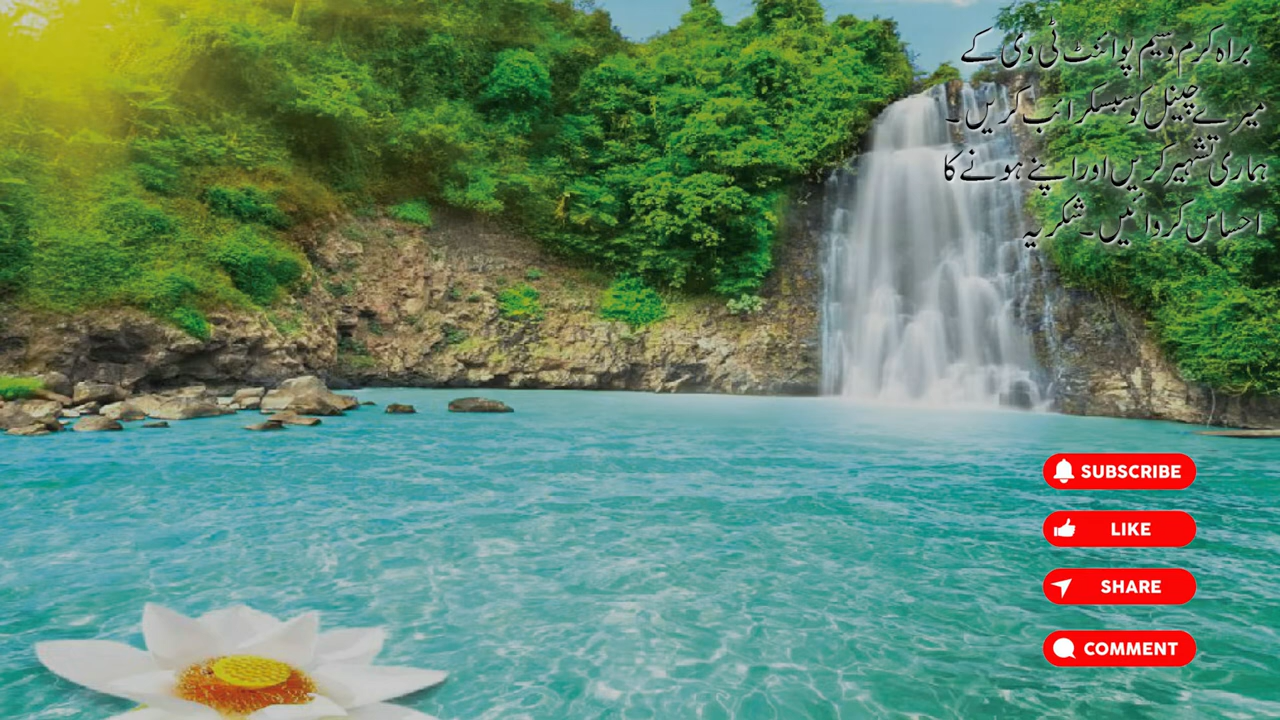 براہ کرم وسیم پوائنٹ ٹی وی کے
میرے چینل کو سبسکرائب کریں۔
ہماری تشہیر کریں اور اپنے ہونے کا
احساس کروائیں۔ شکریہ
SUBSCRIBE
LIKE
SHARE
COMMENT